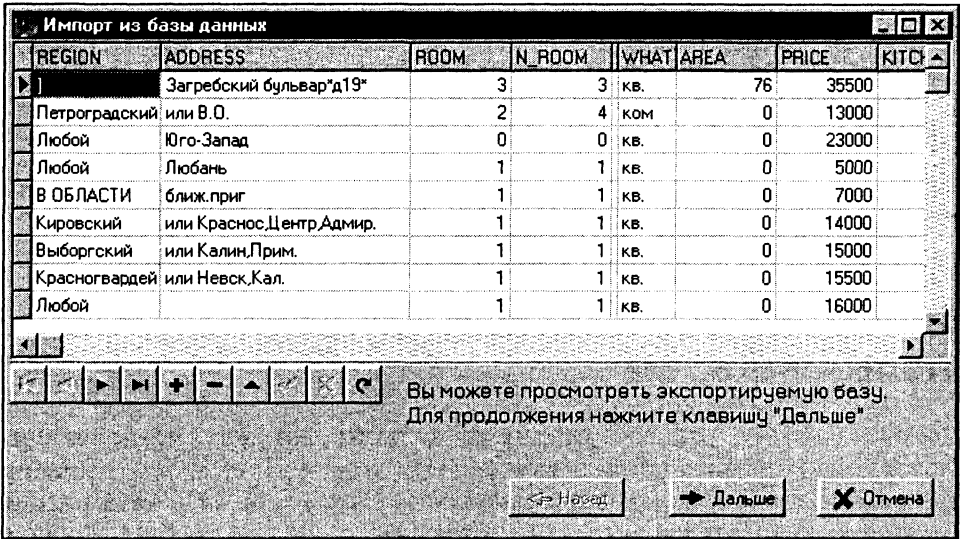 Импорт из базы данных
REGION ADDRESS ROOM N_ROOM WHAT AREA PRICE KITCH
] Загребский бульвар"д19" 3 3 кв. 76 35500
Петроградский или В.О. 2 4 ком 0 13000
Любой Юго-Запад 0 0 кв. 0 23000
Любой Любань 1 1 кв. 0 5000
В ОБЛАСТИ ближ.приг 1 1 кв. 0 7000
Кировский или Краснос,Центр,Адмир. 1 1 кв. 0 14000
Выборгский или Калин,Прим. 1 1 кв. 0 15000
Красногвардей или Невск,Кал. 1 1 кв. 0 15500
Любой 1 1 кв. 0 16000
Вы можете просмотреть экспортируемую базу.
Для продолжения нажмите клавишу "Дальше"
Назад Дальше Отмена